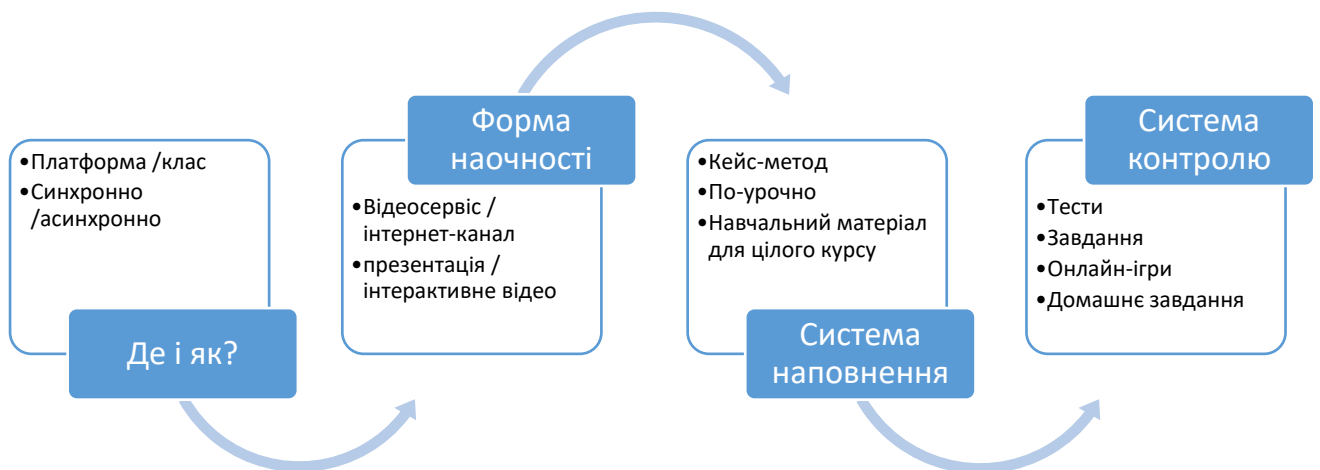 •Платформа /клас
•Синхронно
/асинхронно
Де і як?
Форма
наочності
•Відеосервіс /
інтернет-канал
•презентація /
інтерактивне відео
•Кейс-метод
•По-урочно
•Навчальний матеріал
для цілого курсу
Система
наповнення
Система
контролю
•Тести
•Завдання
•Онлайн-ігри
•Домашнє завдання